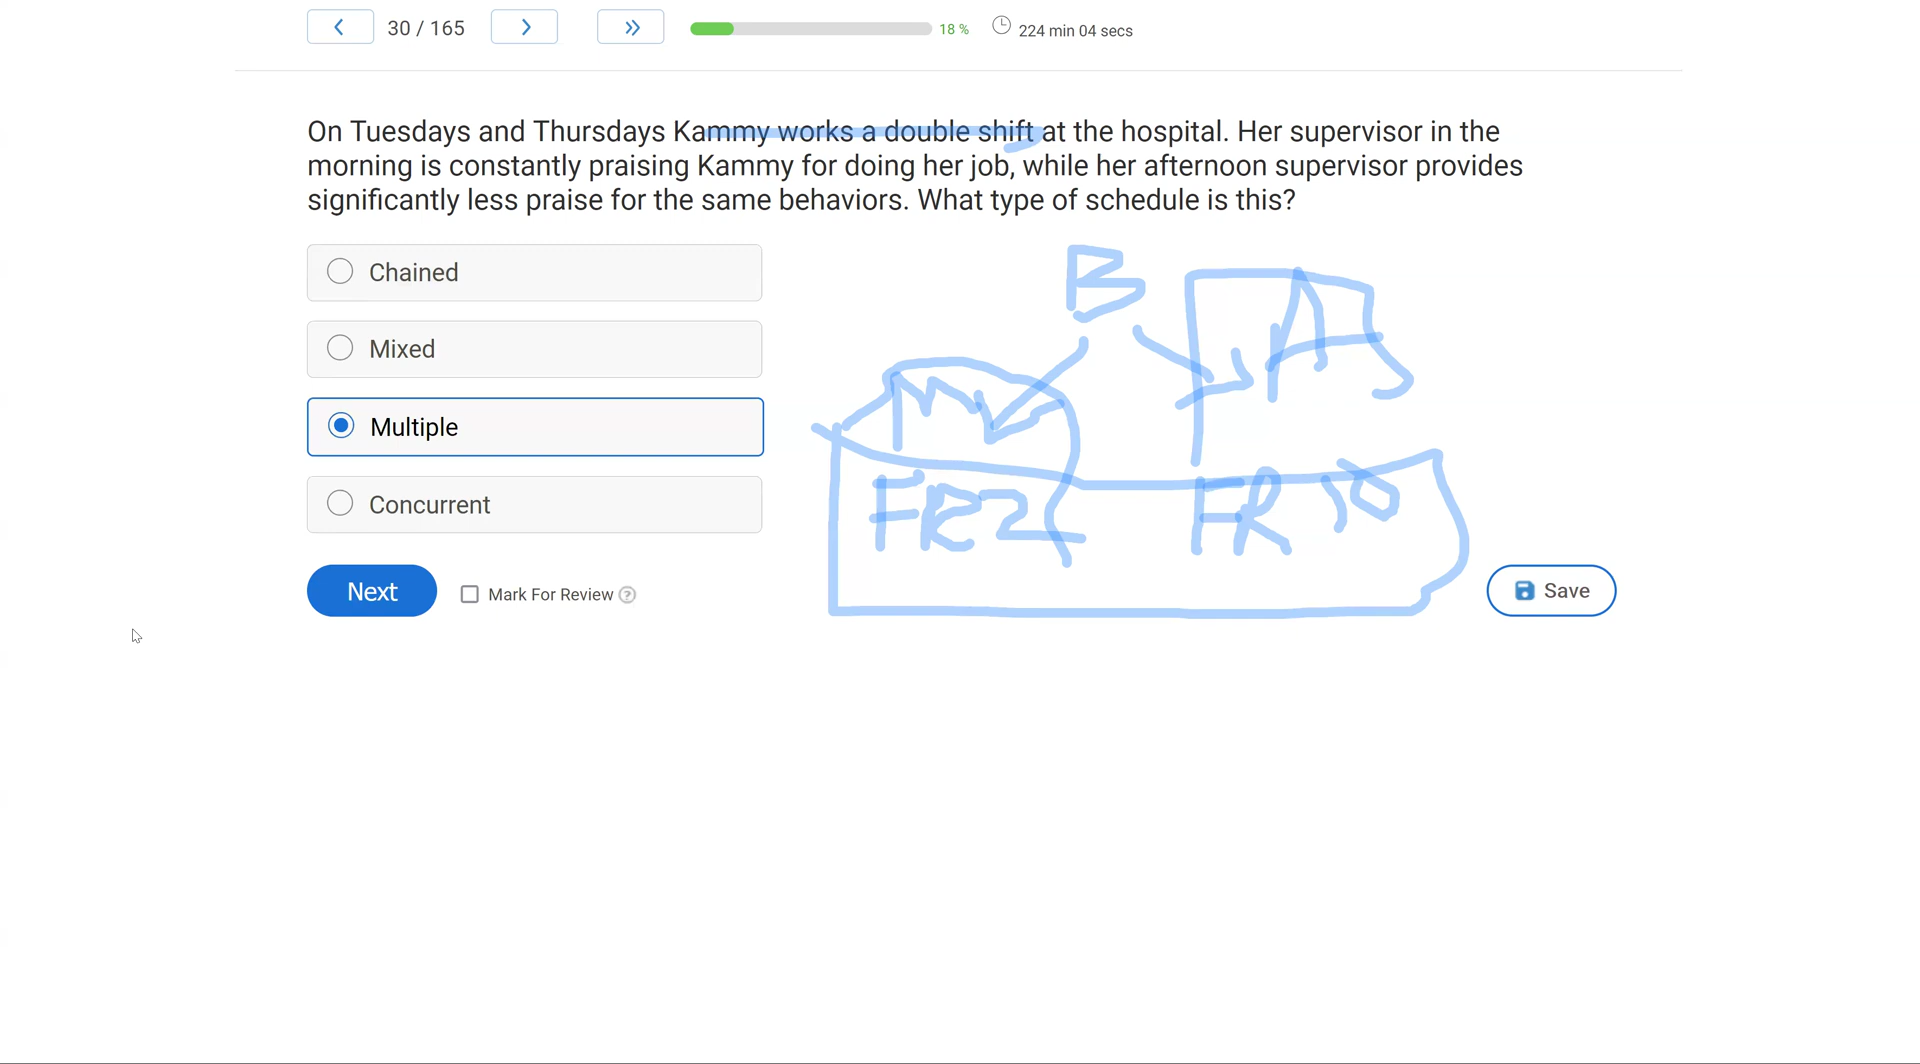 30 / 165
18 %
224 min 04 secs
On Tuesdays and Thursdays Kammy works a double shift at the hospital. Her supervisor in the
morning is constantly praising Kammy for doing her job, while her afternoon supervisor provides
significantly less praise for the same behaviors. What type of schedule is this?
Chained
Mixed
Multiple
Concurrent
B
M
A
FR2
FR 10
Next
Mark For Review ?
Save